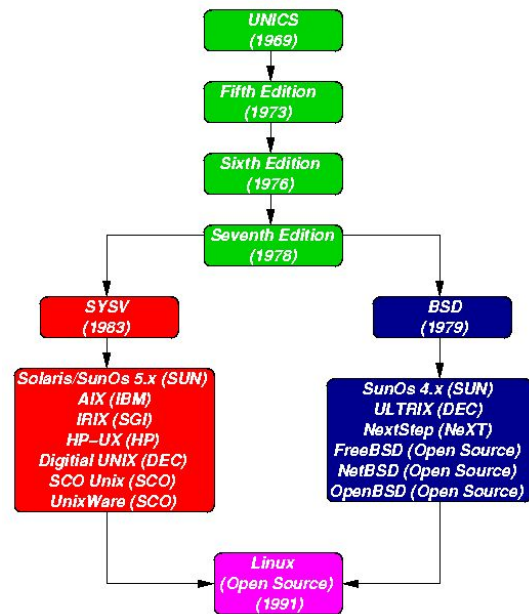 UNICS
(1969)
Fifth Edition
(1973)
Sixth Edition
(1976)
Seventh Edition
(1978)
SYSV
(1983)
BSD
(1979)
Solaris/SunOs 5.x (SUN)
AIX (IBM)
IRIX (SGI)
HP-UX (HP)
Digitial UNIX (DEC)
SCO Unix (SCO)
UnixWare (SCO)
SunOs 4.x (SUN)
ULTRIX (DEC)
NextStep (NeXT)
FreeBSD (Open Source)
NetBSD (Open Source)
OpenBSD (Open Source)
Linux
(Open Source)
(1991)